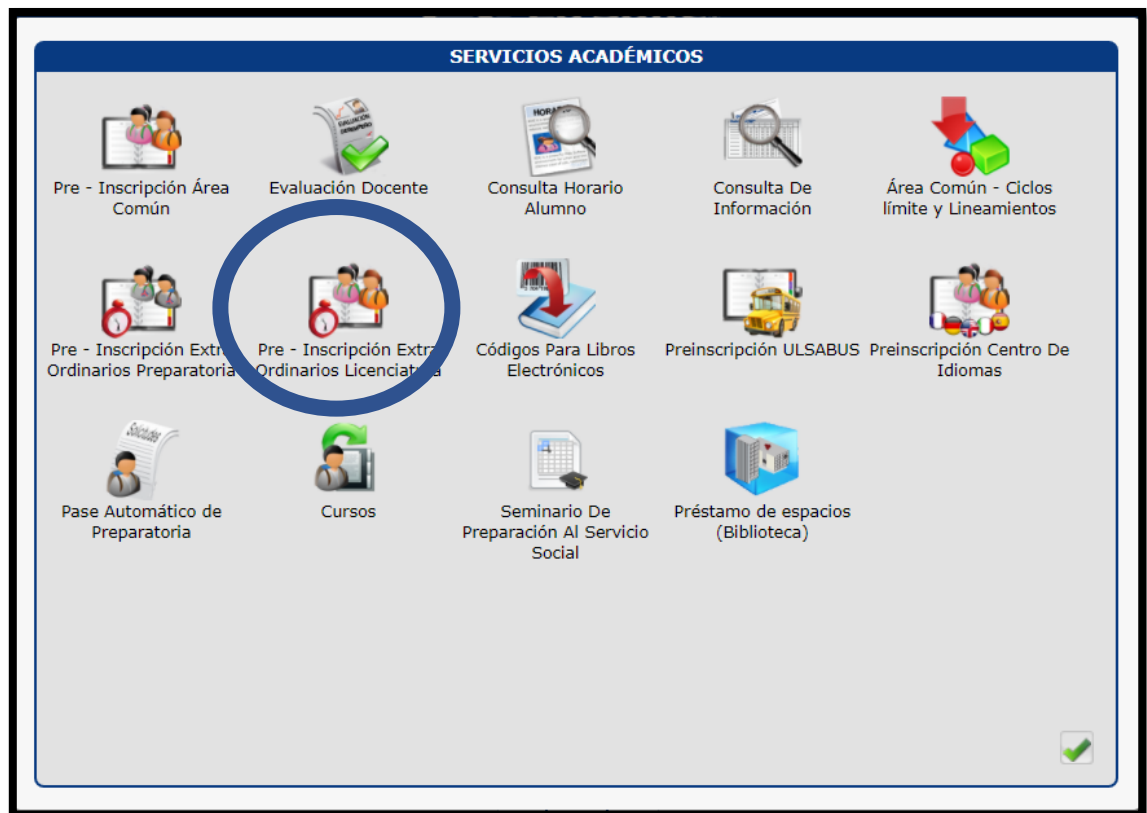 SERVICIOS ACADÉMICOS
Pre - Inscripción Área
Común
Evaluación Docente
Consulta Horario
Alumno
Consulta De
Información
Área Común - Ciclos
límite y Lineamientos
Pre - Inscripción Extra
Ordinarios Preparatoria
Pre - Inscripción Extra
Ordinarios Licenciatura
Códigos Para Libros
Electrónicos
Preinscripción ULSABUS
Preinscripción Centro De
Idiomas
Solicitudes
Pase Automático de
Preparatoria
Cursos
Seminario De
Preparación Al Servicio
Social
Préstamo de espacios
(Biblioteca)